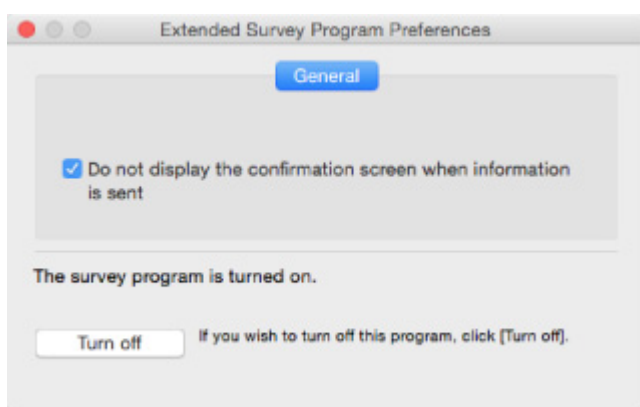 Extended Survey Program Preferences
General
Do not display the confirmation screen when information
is sent
The survey program is turned on.
Turn off
If you wish to turn off this program, click [Turn off].